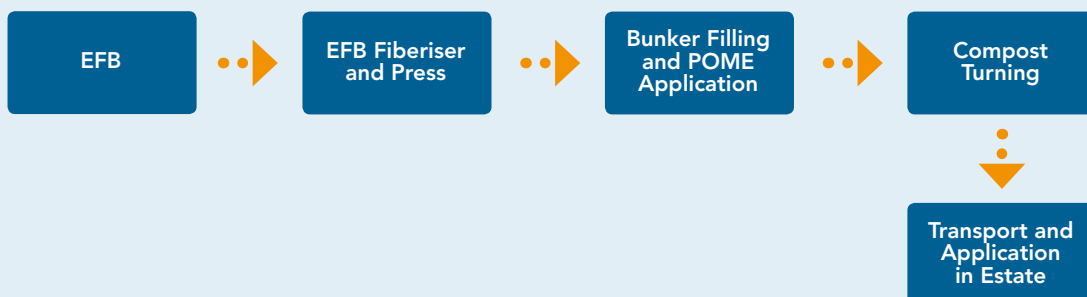 EFB
EFB Fiberiser
and Press
Bunker Filling
and POME
Application
Compost
Turning
Transport and
Application
in Estate